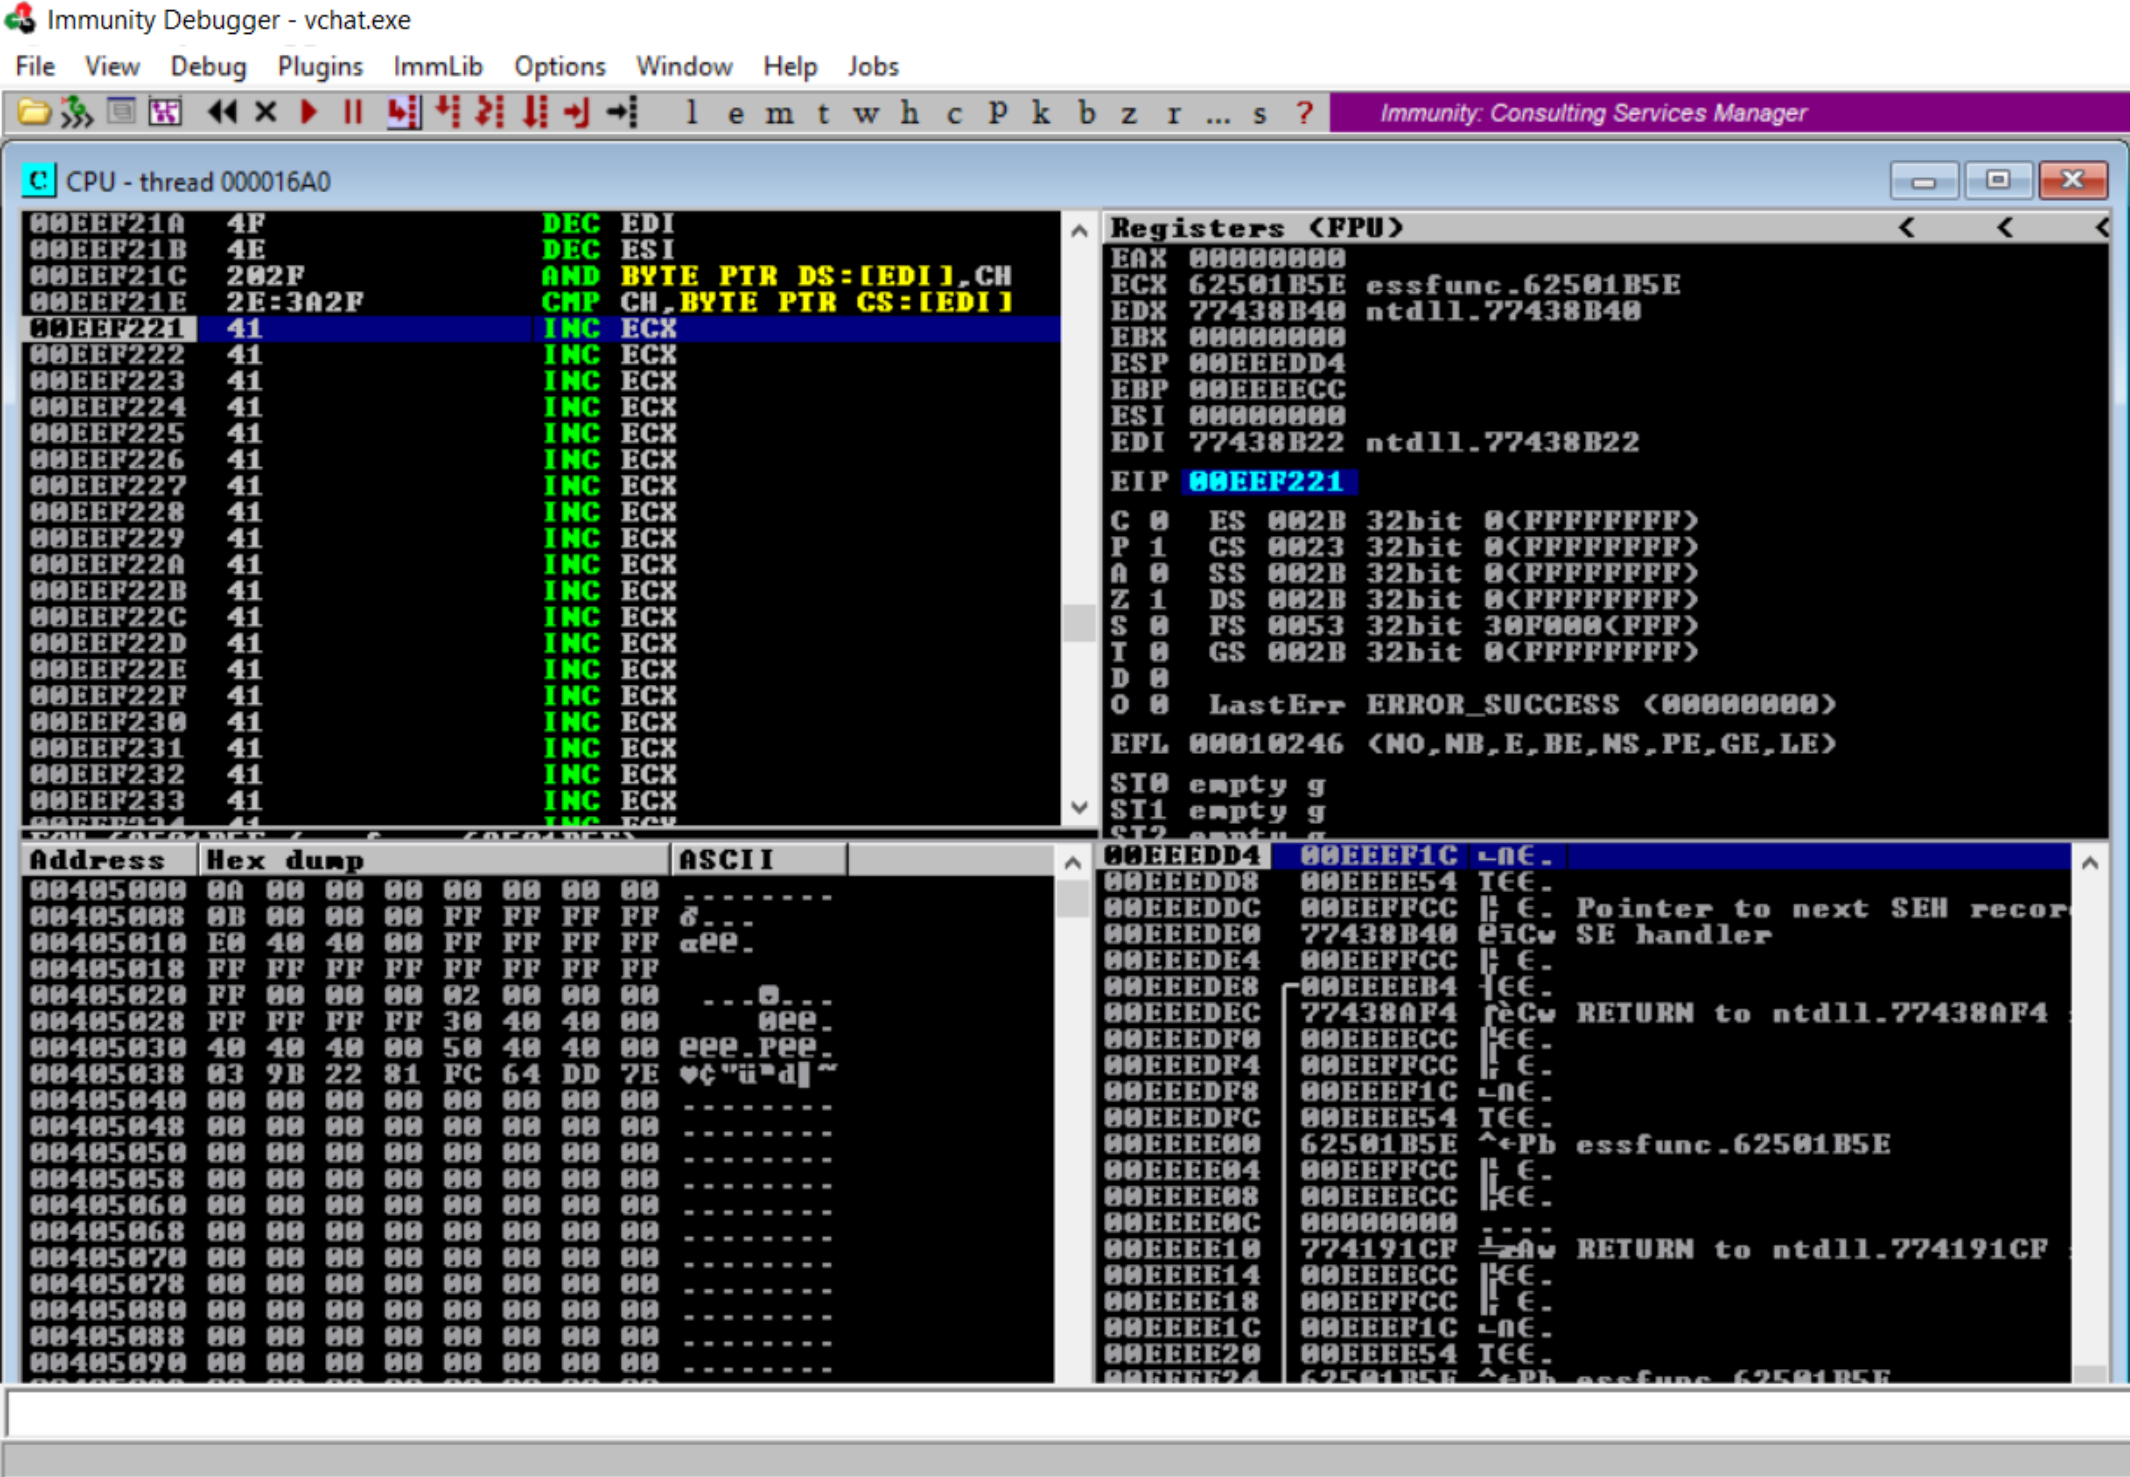 Immunity Debugger - vchat.exe
File View Debug Plugins ImmLib Options Window Help Jobs
l e m t w h c P k b z r ... s ? Immunity: Consulting Services Manager
C CPU - thread 000016A0
00EEF21A 4F DEC EDI
00EEF21B 4E DEC ESI
00EEF21C 202F AND BYTE PTR DS:[EDI],CH
00EEF21E 2E:3A2F CMP CH,BYTE PTR CS:[EDI]
00EEF221 41 INC ECX
00EEF222 41 INC ECX
00EEF223 41 INC ECX
00EEF224 41 INC ECX
00EEF225 41 INC ECX
00EEF226 41 INC ECX
00EEF227 41 INC ECX
00EEF228 41 INC ECX
00EEF229 41 INC ECX
00EEF22A 41 INC ECX
00EEF22B 41 INC ECX
00EEF22C 41 INC ECX
00EEF22D 41 INC ECX
00EEF22E 41 INC ECX
00EEF22F 41 INC ECX
00EEF230 41 INC ECX
00EEF231 41 INC ECX
00EEF232 41 INC ECX
00EEF233 41 INC ECX
00EEF234 41 INC ECX
Registers (FPU) < < <
EAX 00000000
ECX 62501B5E essfunc.62501B5E
EDX 77438B40 ntdll.77438B40
EBX 00000000
ESP 00EEEDD4
EBP 00EEEECC
ESI 00000000
EDI 77438B22 ntdll.77438B22
EIP 00EEF221
C 0 ES 002B 32bit 0(FFFFFFFF)
P 1 CS 0023 32bit 0(FFFFFFFF)
A 0 SS 002B 32bit 0(FFFFFFFF)
Z 1 DS 002B 32bit 0(FFFFFFFF)
S 0 FS 0053 32bit 30F000(FFF)
T 0 GS 002B 32bit 0(FFFFFFFF)
D 0
O 0 LastErr ERROR_SUCCESS (00000000)
EFL 00010246 (NO,NB,E,BE,NS,PE,GE,LE)
ST0 empty g
ST1 empty g
ST2 empty g
Address Hex dump ASCII
00405000 0A 00 00 00 00 00 00 00 ........
00405008 0B 00 00 00 FF FF FF FF ♂...
00405010 E0 40 40 00 FF FF FF FF α@@.
00405018 FF FF FF FF FF FF FF FF
00405020 FF 00 00 00 02 00 00 00 ...☻...
00405028 FF FF FF FF 30 40 40 00 0@@.
00405030 40 40 40 00 50 40 40 00 @@@.P@@.
00405038 03 9B 22 81 FC 64 DD 7E ♥¢"üⁿd▌~
00405040 00 00 00 00 00 00 00 00 ........
00405048 00 00 00 00 00 00 00 00 ........
00405050 00 00 00 00 00 00 00 00 ........
00405058 00 00 00 00 00 00 00 00 ........
00405060 00 00 00 00 00 00 00 00 ........
00405068 00 00 00 00 00 00 00 00 ........
00405070 00 00 00 00 00 00 00 00 ........
00405078 00 00 00 00 00 00 00 00 ........
00405080 00 00 00 00 00 00 00 00 ........
00405088 00 00 00 00 00 00 00 00 ........
00405090 00 00 00 00 00 00 00 00 ........
00EEEDD4 00EEEF1C ∟∩∈.
00EEEDD8 00EEEE54 T∈∈.
00EEEDDC 00EEFFCC ╠ ∈. Pointer to next SEH recor
00EEEDE0 77438B40 @ïCw SE handler
00EEEDE4 00EEFFCC ╠ ∈.
00EEEDE8 00EEEEB4 ┤∈∈.
00EEEDEC 77438AF4 ⌠èCw RETURN to ntdll.77438AF4
00EEEDF0 00EEEECC ╠∈∈.
00EEEDF4 00EEFFCC ╠ ∈.
00EEEDF8 00EEEF1C ∟∩∈.
00EEEDFC 00EEEE54 T∈∈.
00EEEE00 62501B5E ^←Pb essfunc.62501B5E
00EEEE04 00EEFFCC ╠ ∈.
00EEEE08 00EEEECC ╠∈∈.
00EEEE0C 00000000 ....
00EEEE10 774191CF ╧æAw RETURN to ntdll.774191CF
00EEEE14 00EEEECC ╠∈∈.
00EEEE18 00EEFFCC ╠ ∈.
00EEEE1C 00EEEF1C ∟∩∈.
00EEEE20 00EEEE54 T∈∈.
00EEEE24 62501B5E ^←Pb essfunc.62501B5E